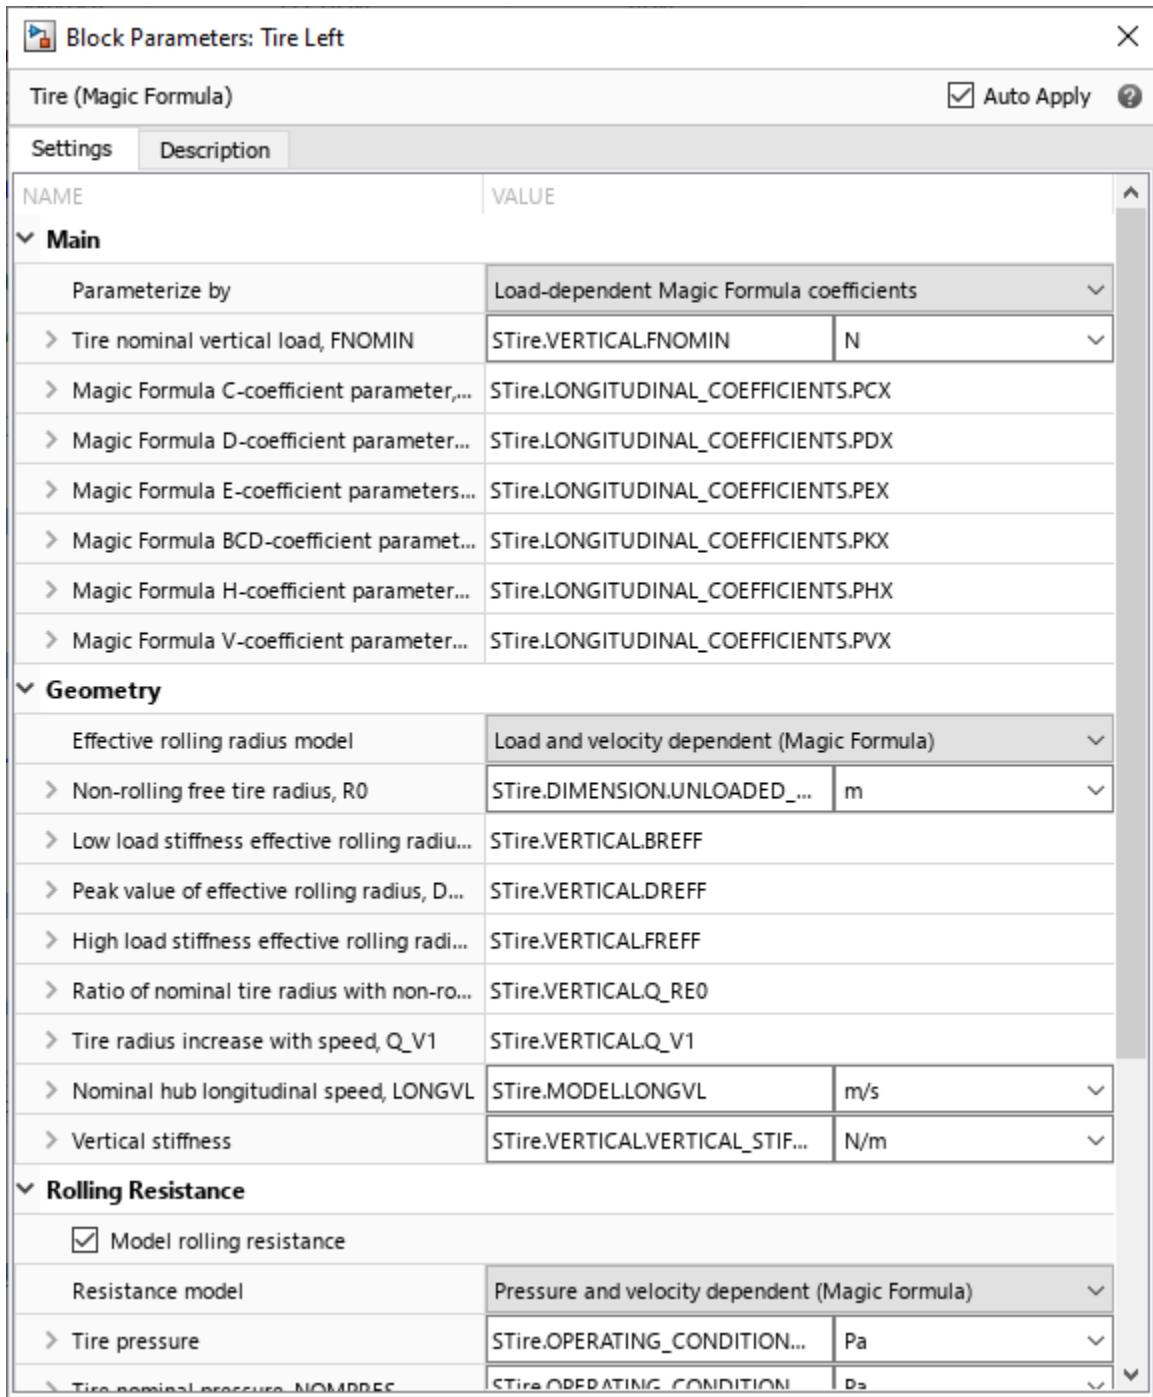 Block Parameters: Tire Left
Tire (Magic Formula) Auto Apply
Settings Description
NAME VALUE
Main
Parameterize by Load-dependent Magic Formula coefficients
Tire nominal vertical load, FNOMIN STire.VERTICAL.FNOMIN N
Magic Formula C-coefficient parameter,... STire.LONGITUDINAL_COEFFICIENTS.PCX
Magic Formula D-coefficient parameter... STire.LONGITUDINAL_COEFFICIENTS.PDX
Magic Formula E-coefficient parameters... STire.LONGITUDINAL_COEFFICIENTS.PEX
Magic Formula BCD-coefficient paramet... STire.LONGITUDINAL_COEFFICIENTS.PKX
Magic Formula H-coefficient parameter... STire.LONGITUDINAL_COEFFICIENTS.PHX
Magic Formula V-coefficient parameter... STire.LONGITUDINAL_COEFFICIENTS.PVX
Geometry
Effective rolling radius model Load and velocity dependent (Magic Formula)
Non-rolling free tire radius, R0 STire.DIMENSION.UNLOADED_... m
Low load stiffness effective rolling radiu... STire.VERTICAL.BREFF
Peak value of effective rolling radius, D... STire.VERTICAL.DREFF
High load stiffness effective rolling radi... STire.VERTICAL.FREFF
Ratio of nominal tire radius with non-ro... STire.VERTICAL.Q_RE0
Tire radius increase with speed, Q_V1 STire.VERTICAL.Q_V1
Nominal hub longitudinal speed, LONGVL STire.MODEL.LONGVL m/s
Vertical stiffness STire.VERTICAL.VERTICAL_STIF... N/m
Rolling Resistance
Model rolling resistance
Resistance model Pressure and velocity dependent (Magic Formula)
Tire pressure STire.OPERATING_CONDITION... Pa
Tire nominal pressure, NOMPRES STire.OPERATING_CONDITION... Pa